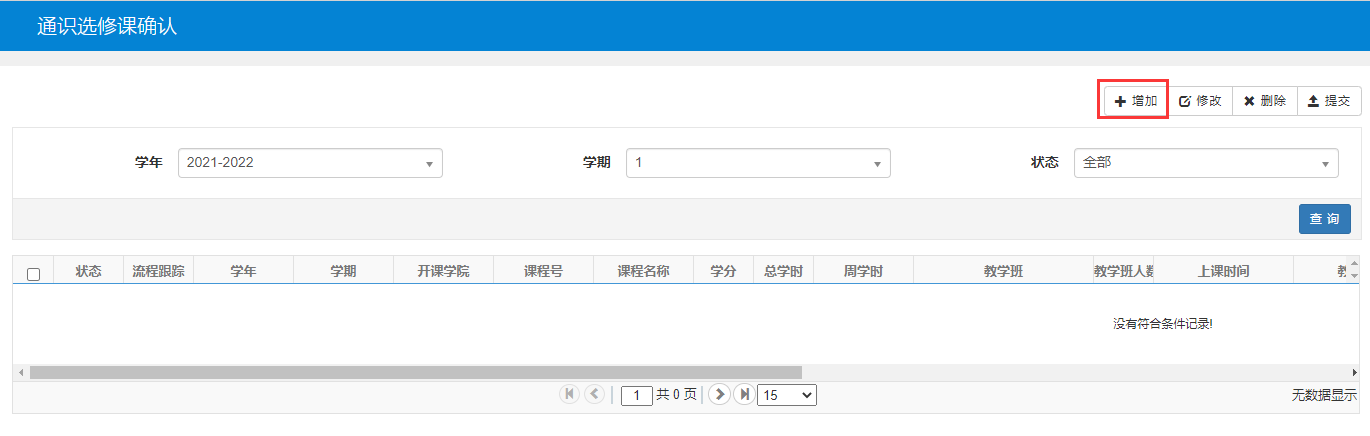 通识选修课确认
增加 修改 删除 提交
学年 2021-2022 学期 1 状态 全部
查 询
状态 流程跟踪 学年 学期 开课学院 课程号 课程名称 学分 总学时 周学时 教学班 教学班人数 上课时间
没有符合条件记录!
1 共 0 页 15 无数据显示